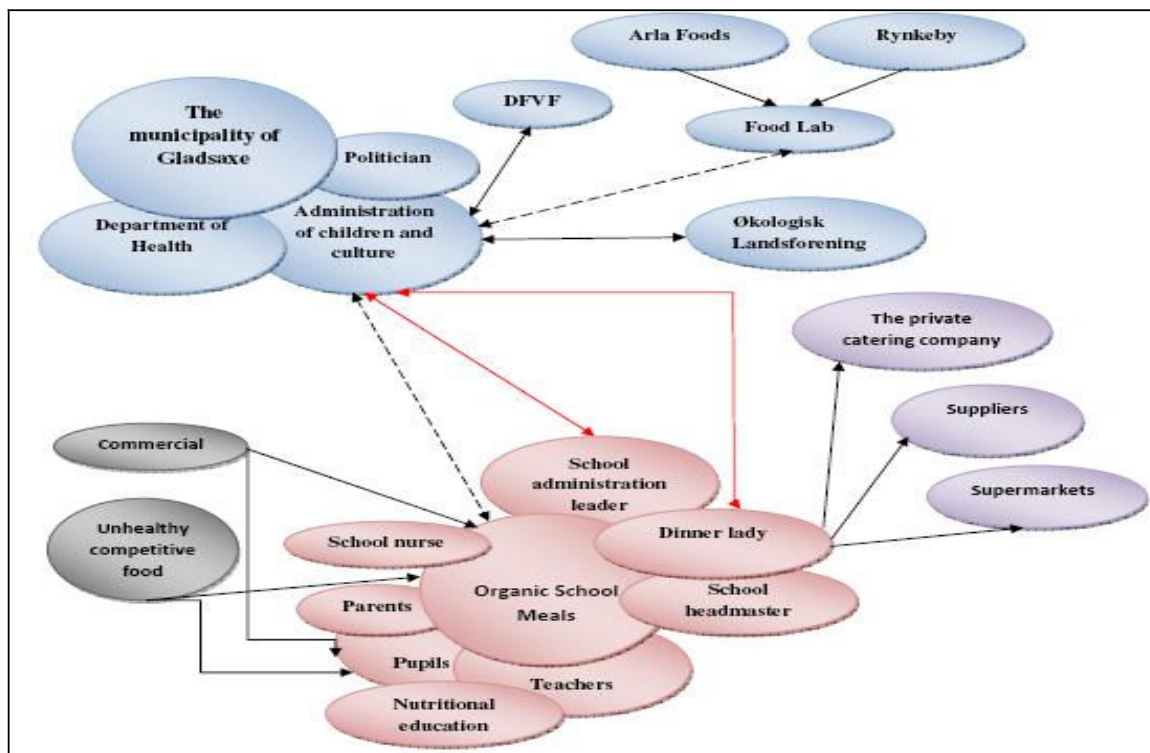 Arla Foods
Rynkeby
DFVF
Food Lab
The
municipality of
Gladsaxe
Politician
Department of
Health
Administration
of children and
culture
Økologisk
Landsforening
The private
catering company
Suppliers
Supermarkets
Commercial
Unhealthy
competitive
food
School
administration
leader
School nurse
Dinner lady
Organic School
Meals
School
headmaster
Parents
Pupils
Teachers
Nutritional
education